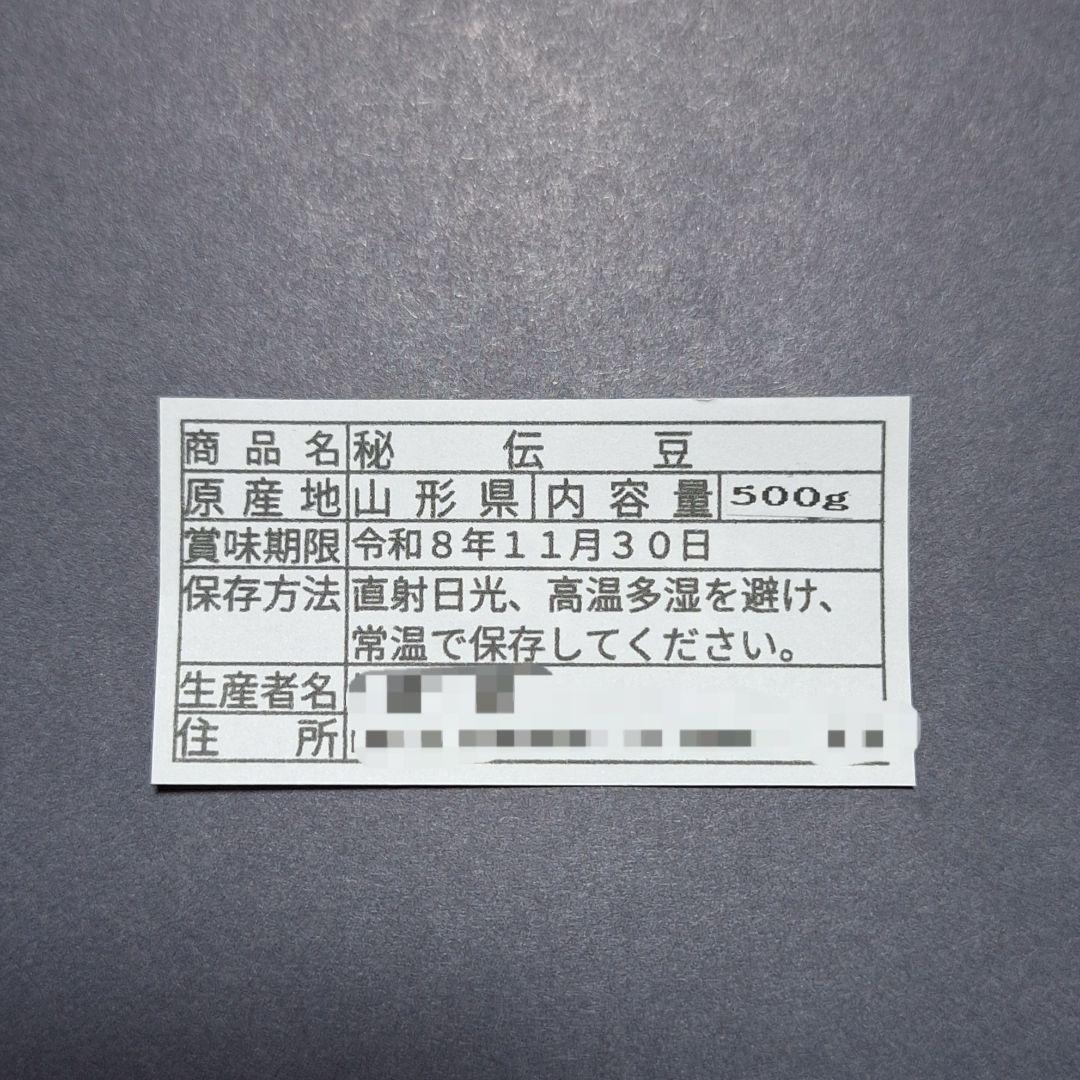 商品名 秘伝豆
原産地 山形県 内容量 500g
賞味期限 令和８年１１月３０日
保存方法 直射日光、高温多湿を避け、
常温で保存してください。
生産者名
住所